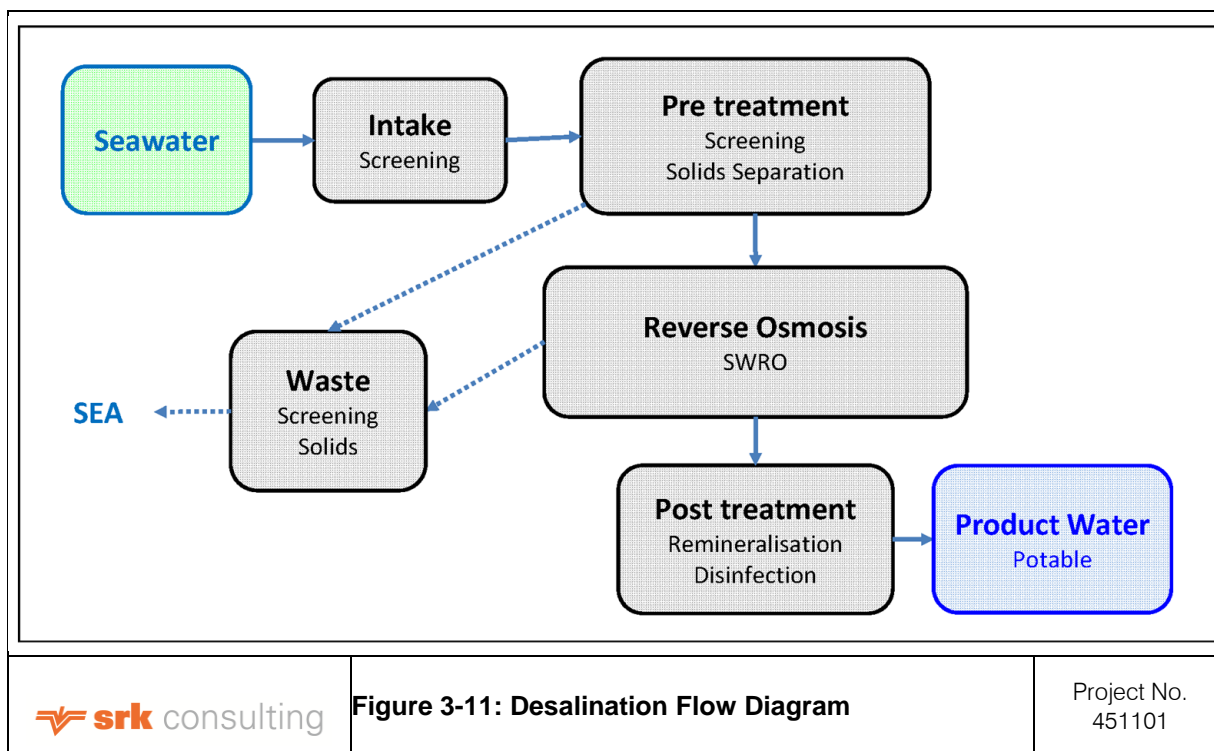 Seawater
Intake
Screening
Pre treatment
Screening
Solids Separation
Reverse Osmosis
SWRO
Waste
Screening
Solids
SEA
Post treatment
Remineralisation
Disinfection
Product Water
Potable
srk consulting
Figure 3-11: Desalination Flow Diagram
Project No.
451101